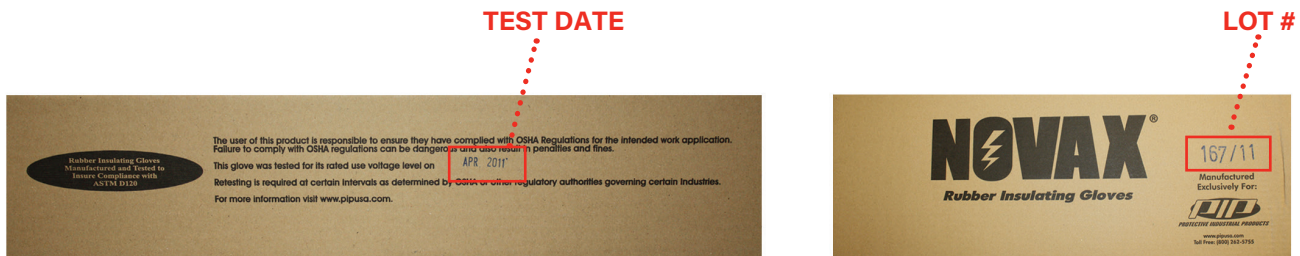 TEST DATE
LOT #
Rubber Insulating Gloves
Manufactured and Tested to
Insure Compliance with
ASTM D120
The user of this product is responsible to ensure they have complied with OSHA Regulations for the intended work application.
Failure to comply with OSHA regulations can be dangerous and also result in penalties and fines.
This glove was tested for its rated use voltage level on APR 2011
Retesting is required at certain Intervals as determined by OSHA or other regulatory authorities governing certain Industries.
For more information visit www.pipusa.com.
NOVAX®
Rubber Insulating Gloves
167/11
Manufactured
Exclusively For:
PIP
PROTECTIVE INDUSTRIAL PRODUCTS
www.pipusa.com
Toll Free: (800) 262-5755